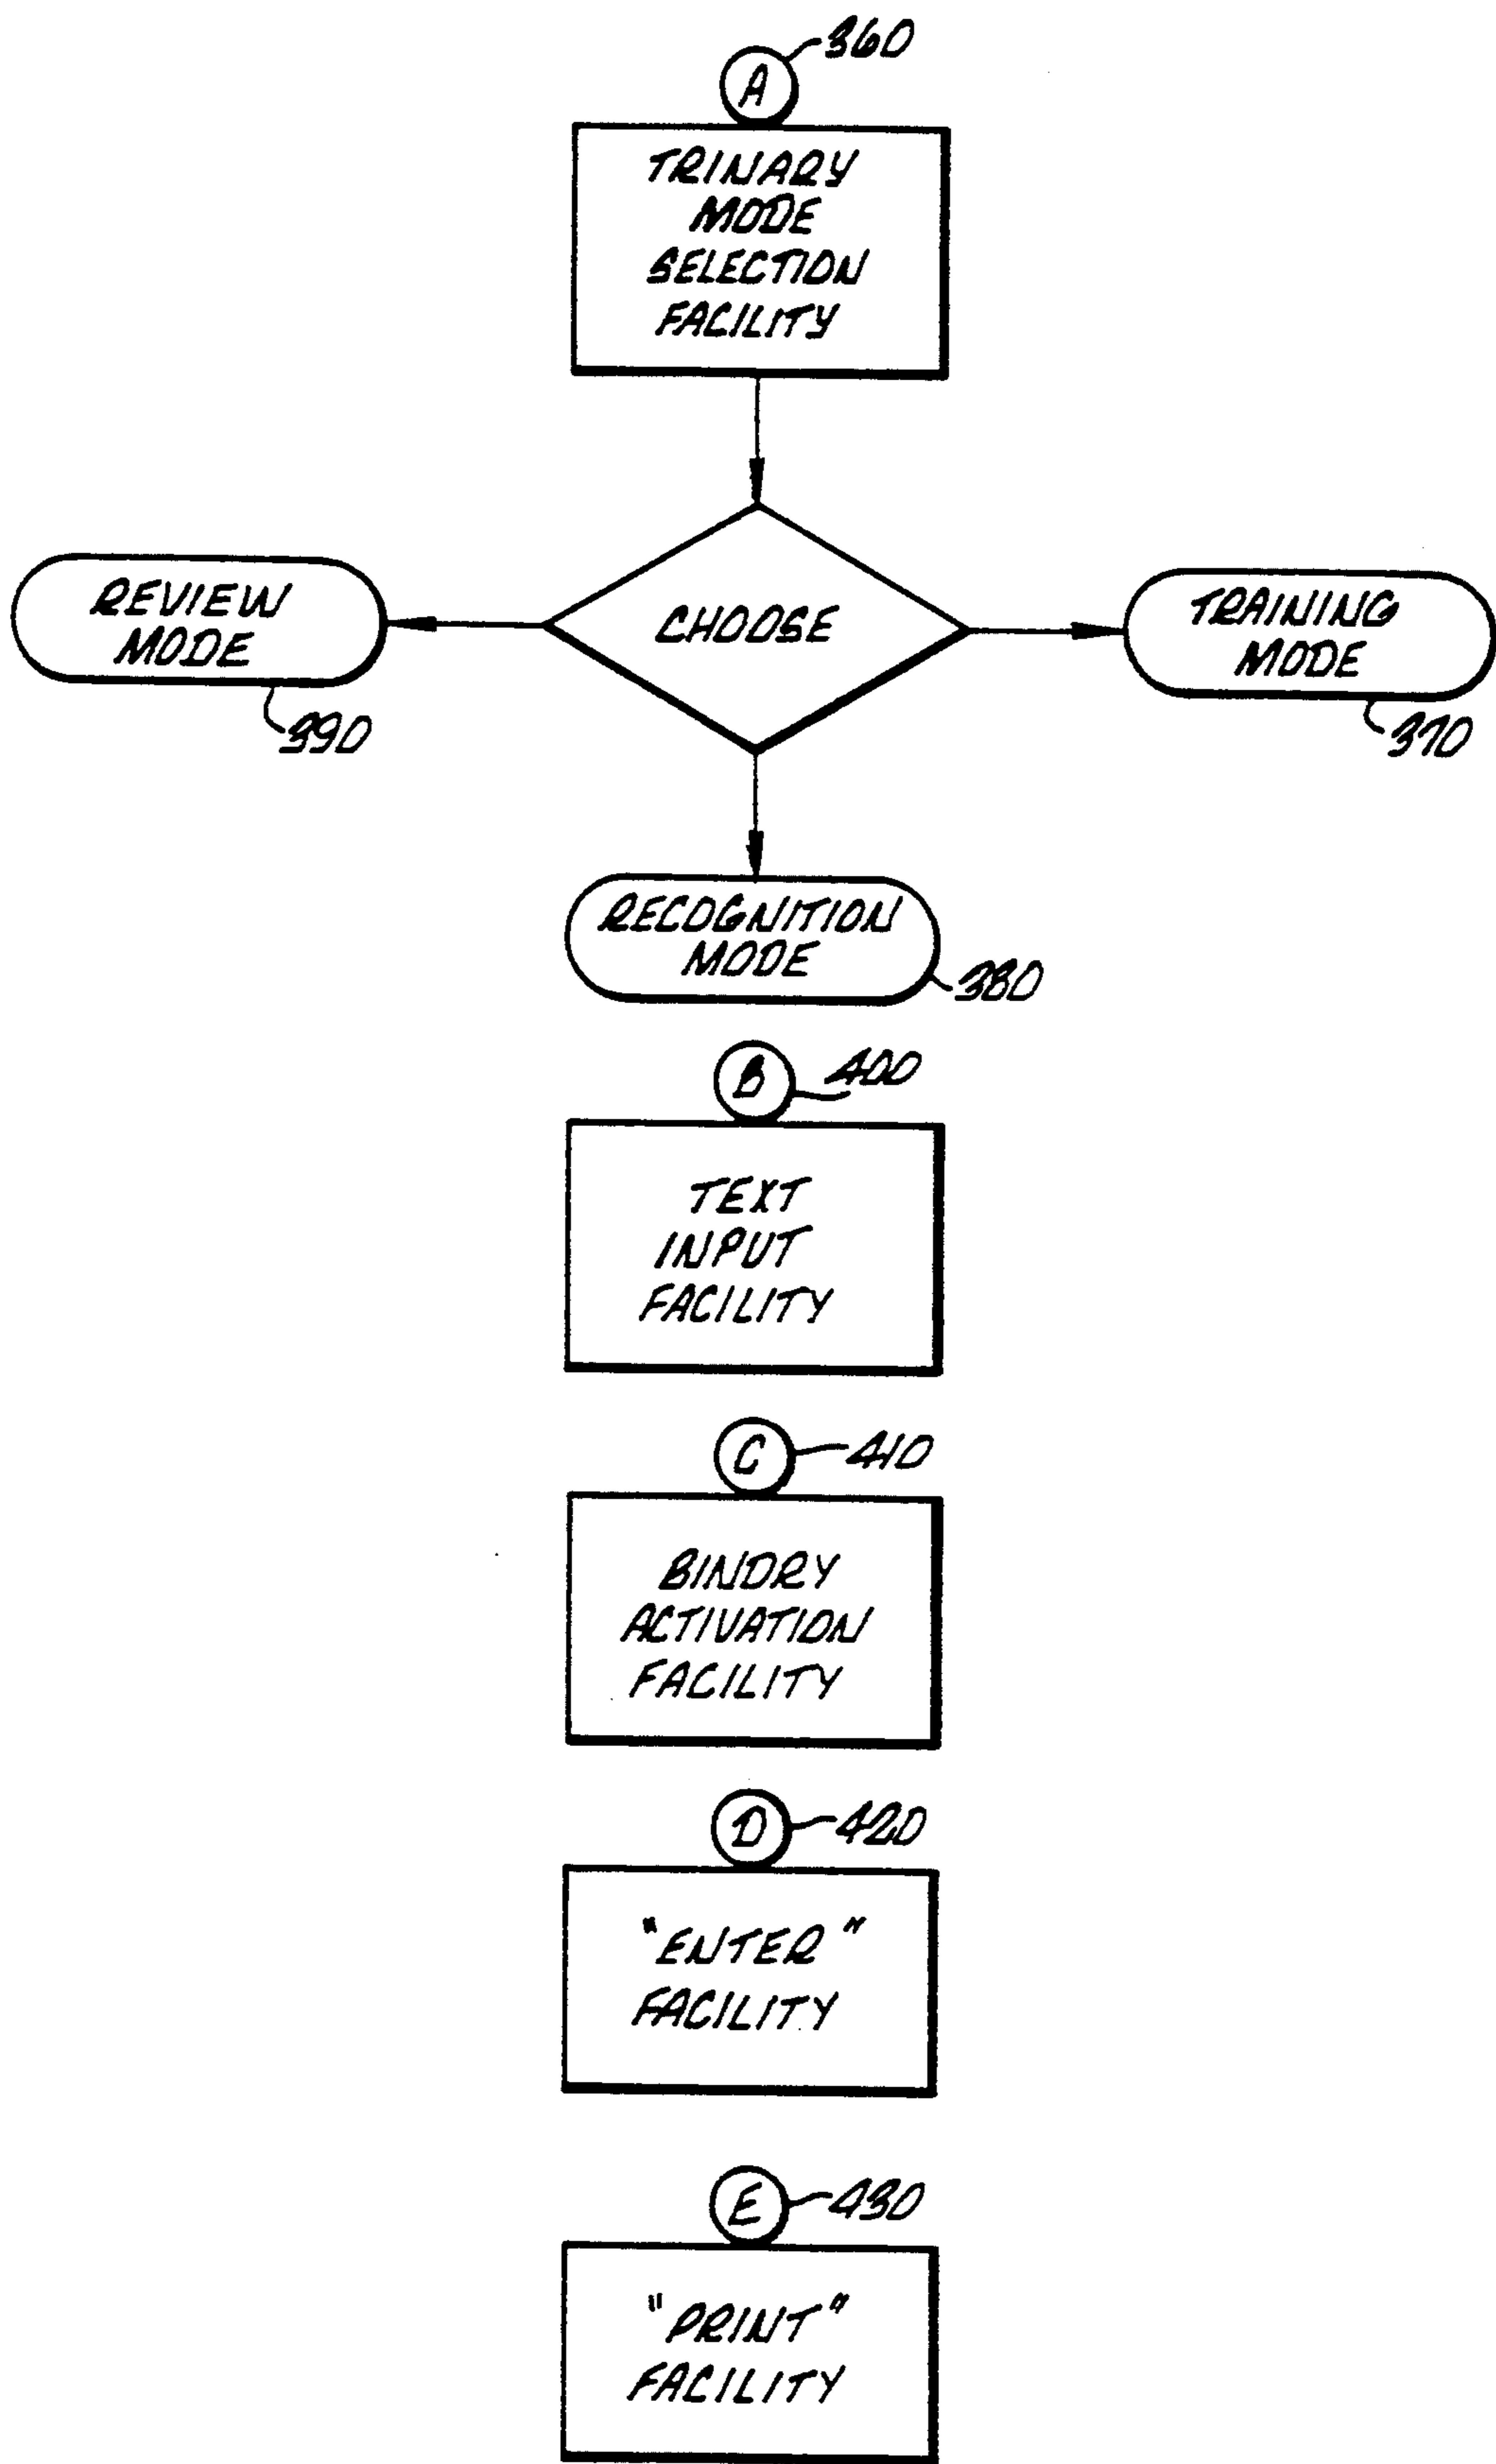 360
A
TRINARY
MODE
SELECTION
FACILITY
REVIEW
MODE
390
CHOOSE
TRAINING
MODE
370
RECOGNITION
MODE
380
B
400
TEXT
INPUT
FACILITY
C
410
BINDRY
ACTIVATION
FACILITY
D
420
"ENTER"
FACILITY
E
430
"PRINT"
FACILITY